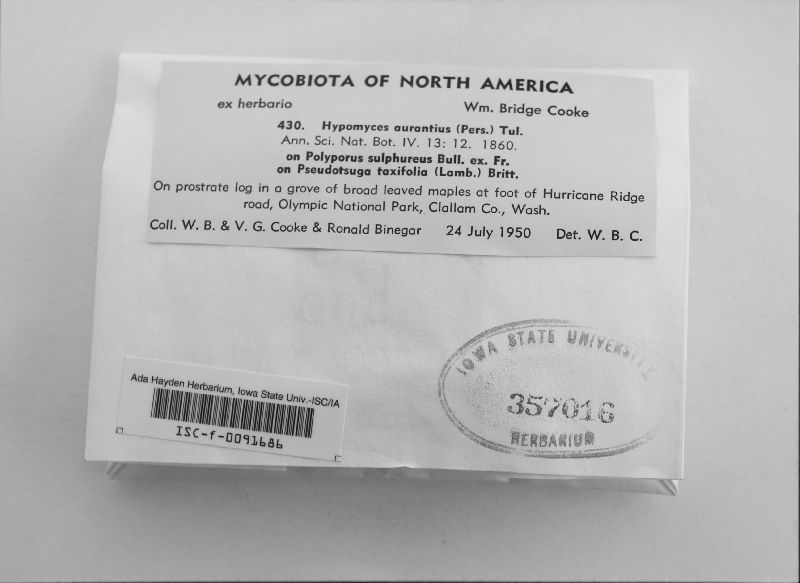 MYCOBIOTA OF NORTH AMERICA
ex herbario Wm. Bridge Cooke
430. Hypomyces aurantius (Pers.) Tul.
Ann. Sci. Nat. Bot. IV. 13: 12. 1860.
on Polyporus sulphureus Bull. ex. Fr.
on Pseudotsuga taxifolia (Lamb.) Britt.
On prostrate log in a grove of broad leaved maples at foot of Hurricane Ridge
road, Olympic National Park, Clallam Co., Wash.
Coll. W. B. & V. G. Cooke & Ronald Binegar 24 July 1950 Det. W. B. C.
IOWA STATE UNIVERSITY
357016
HERBARIUM
Ada Hayden Herbarium, Iowa State Univ.-ISC/IA
ISC-f-0091686